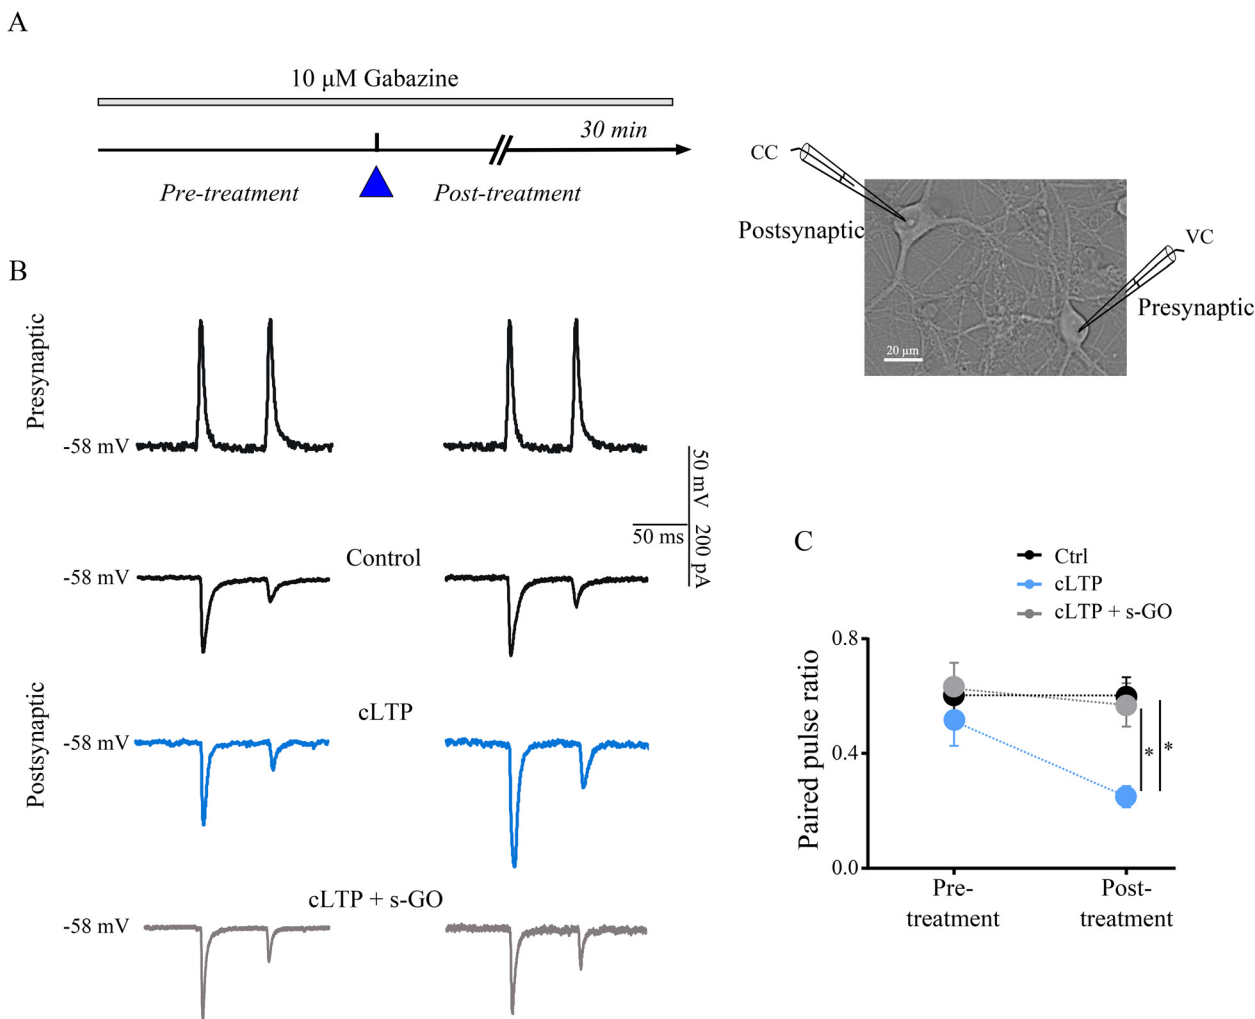 A
10 μM Gabazine
30 min
Pre-treatment
Post-treatment
CC
Postsynaptic
VC
Presynaptic
20 μm
B
Presynaptic
-58 mV
50 mV 200 pA
50 ms
Control
-58 mV
Postsynaptic
cLTP
-58 mV
cLTP + s-GO
-58 mV
C
Ctrl
cLTP
cLTP + s-GO
Paired pulse ratio
0.8
0.4
0.0
* *
Pre-
treatment
Post-
treatment